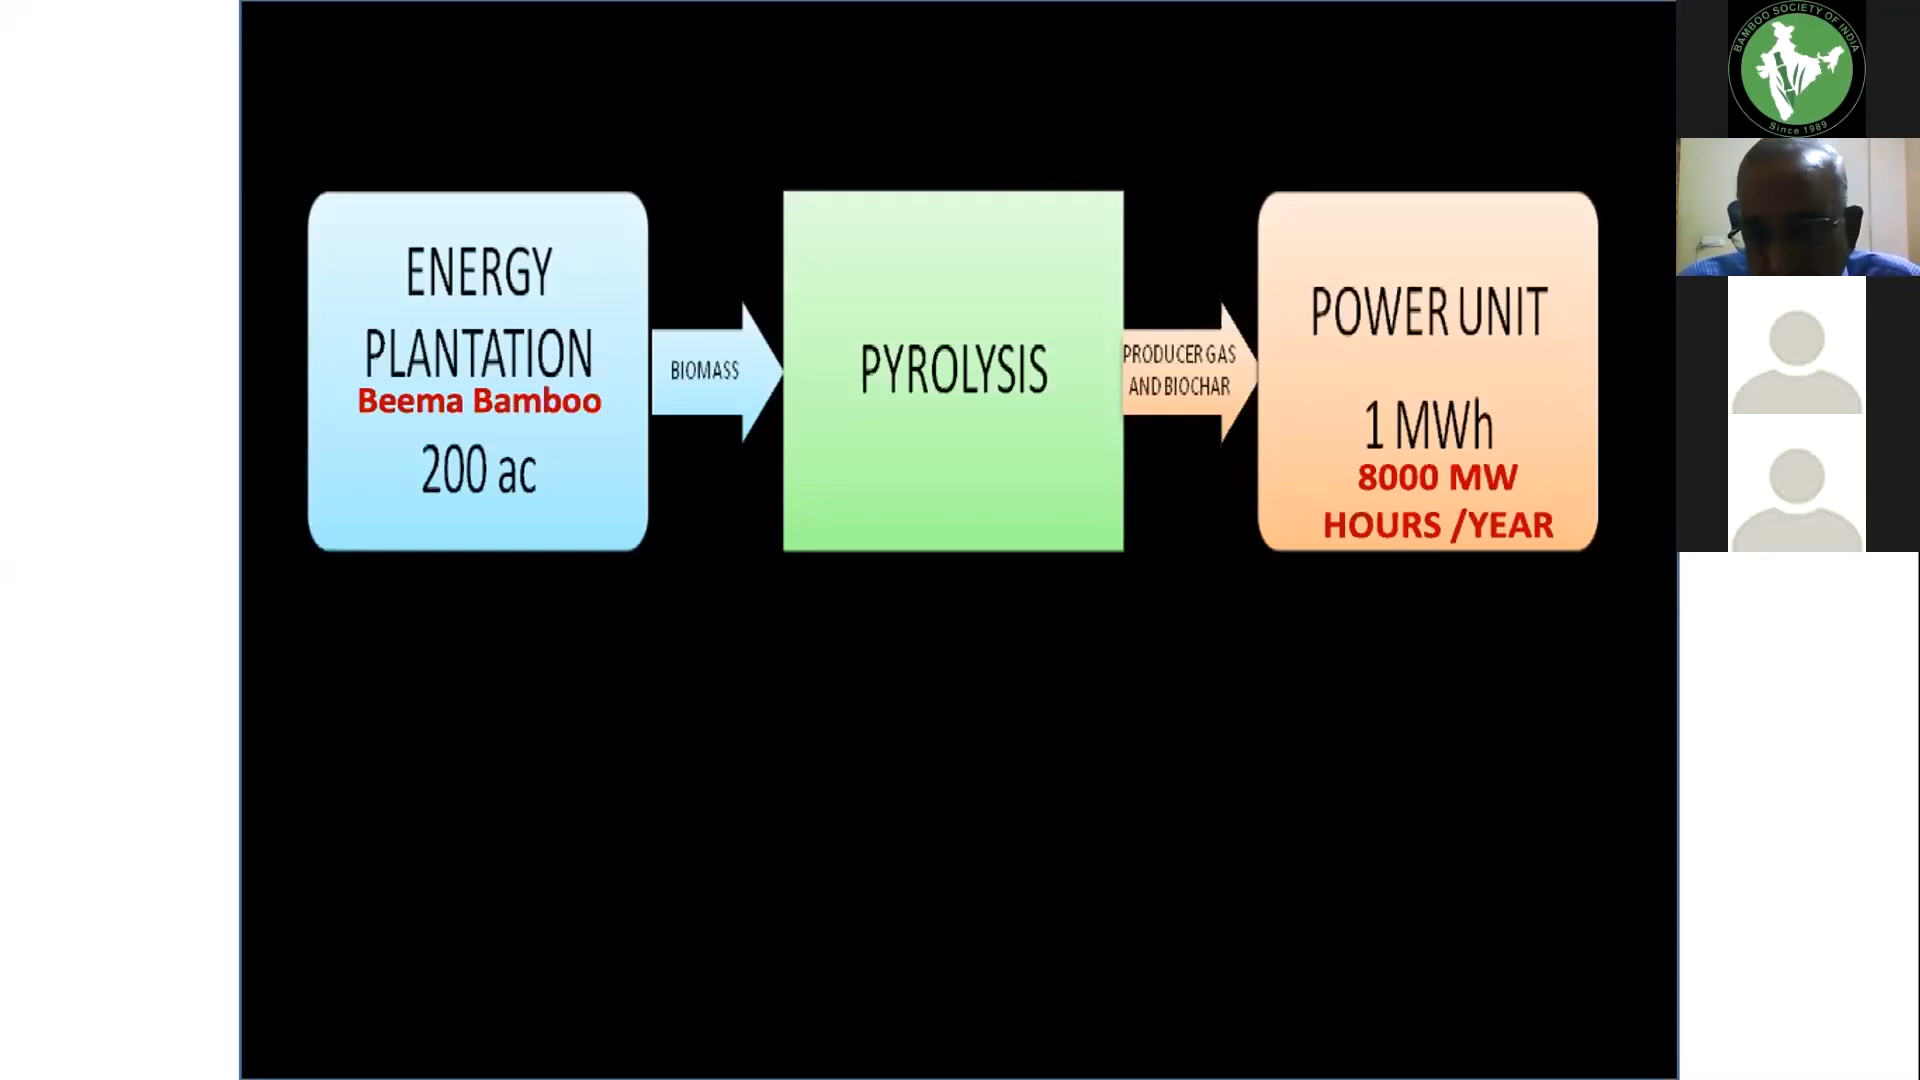 ENERGY
PLANTATION
Beema Bamboo
200 ac
BIOMASS
PYROLYSIS
PRODUCER GAS
AND BIOCHAR
POWER UNIT
1 MWh
8000 MW
HOURS /YEAR
BAMBOO SOCIETY OF INDIA
Since 1989